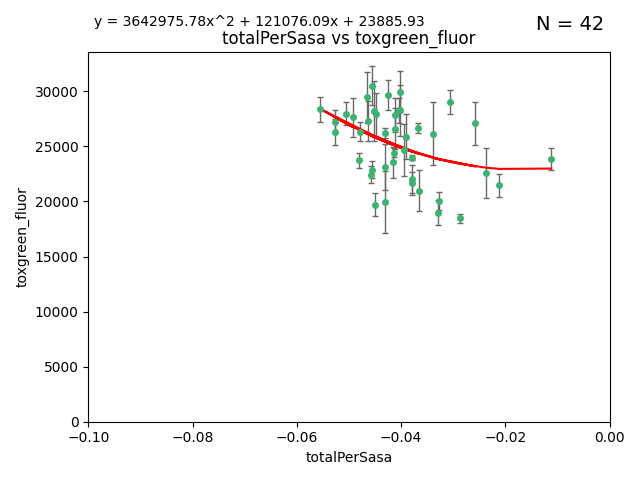 y = 3642975.78x^2 + 121076.09x + 23885.93
N = 42
totalPerSasa vs toxgreen_fluor
30000
25000
20000
15000
10000
5000
0
toxgreen_fluor
−0.10
−0.08
−0.06
−0.04
−0.02
0.00
totalPerSasa